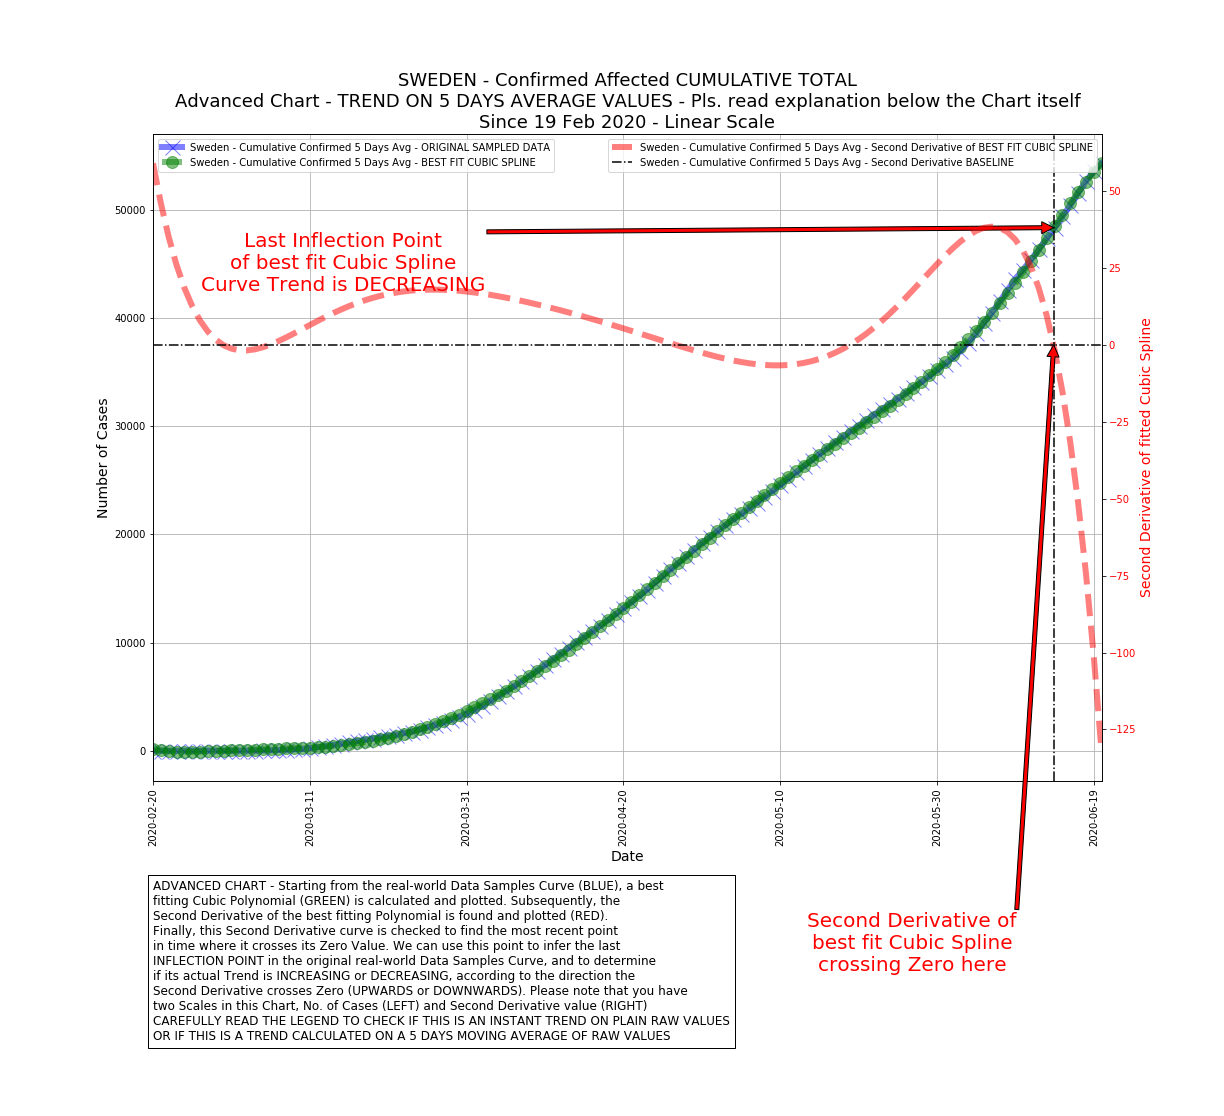 SWEDEN - Confirmed Affected CUMULATIVE TOTAL
Advanced Chart - TREND ON 5 DAYS AVERAGE VALUES - Pls. read explanation below the Chart itself
Since 19 Feb 2020 - Linear Scale
Sweden - Cumulative Confirmed 5 Days Avg - ORIGINAL SAMPLED DATA
Sweden - Cumulative Confirmed 5 Days Avg - BEST FIT CUBIC SPLINE
Sweden - Cumulative Confirmed 5 Days Avg - Second Derivative of BEST FIT CUBIC SPLINE
Sweden - Cumulative Confirmed 5 Days Avg - Second Derivative BASELINE
Last Inflection Point
of best fit Cubic Spline
Curve Trend is DECREASING
Number of Cases
50000
40000
30000
20000
10000
0
50
25
0
−25
−50
−75
−100
−125
Second Derivative of fitted Cubic Spline
2020-02-20
2020-03-11
2020-03-31
2020-04-20
2020-05-10
2020-05-30
2020-06-19
Date
Second Derivative of
best fit Cubic Spline
crossing Zero here
ADVANCED CHART - Starting from the real-world Data Samples Curve (BLUE), a best
fitting Cubic Polynomial (GREEN) is calculated and plotted. Subsequently, the
Second Derivative of the best fitting Polynomial is found and plotted (RED).
Finally, this Second Derivative curve is checked to find the most recent point
in time where it crosses its Zero Value. We can use this point to infer the last
INFLECTION POINT in the original real-world Data Samples Curve, and to determine
if its actual Trend is INCREASING or DECREASING, according to the direction the
Second Derivative crosses Zero (UPWARDS or DOWNWARDS). Please note that you have
two Scales in this Chart, No. of Cases (LEFT) and Second Derivative value (RIGHT)
CAREFULLY READ THE LEGEND TO CHECK IF THIS IS AN INSTANT TREND ON PLAIN RAW VALUES
OR IF THIS IS A TREND CALCULATED ON A 5 DAYS MOVING AVERAGE OF RAW VALUES